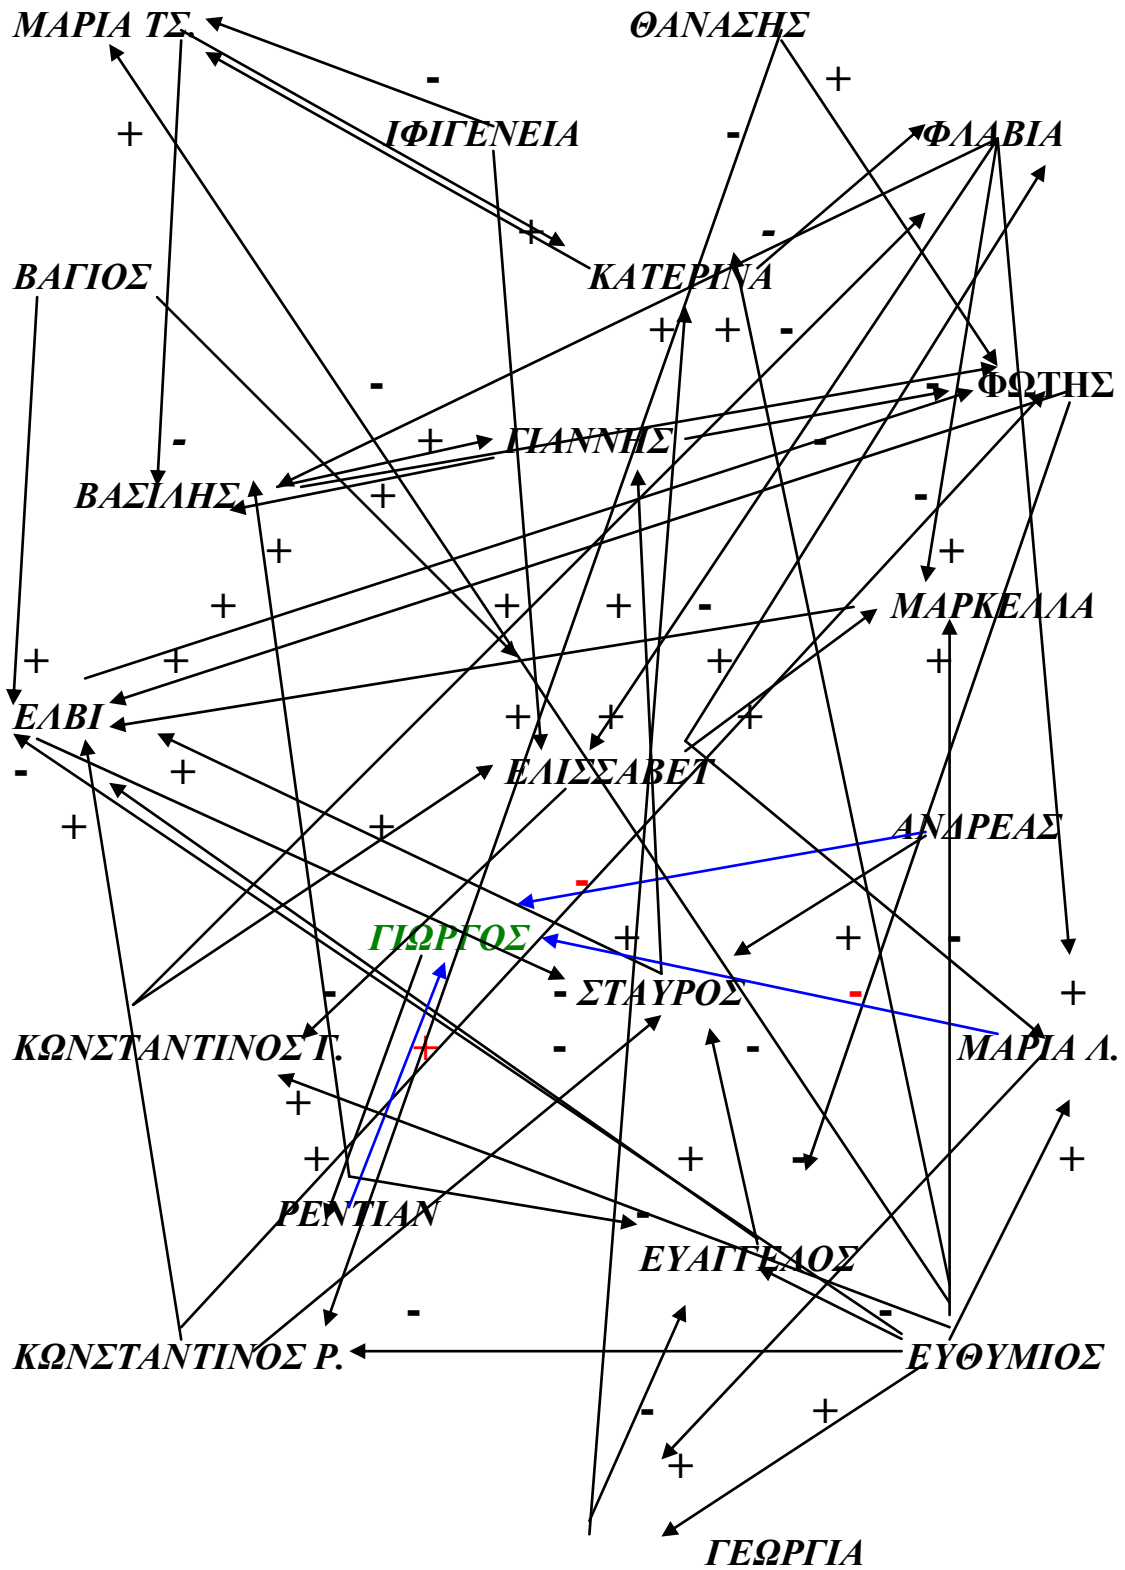 ΜΑΡΙΑ ΤΣ. ΘΑΝΑΣΗΣ
- +
+ ΙΦΙΓΕΝΕΙΑ - ΦΛΑΒΙΑ
+ -
ΒΑΓΙΟΣ ΚΑΤΕΡΙΝΑ
+ + -
- - ΦΩΤΗΣ
- + ΓΙΑΝΝΗΣ -
ΒΑΣΙΛΗΣ + -
+ +
+ + + - ΜΑΡΚΕΛΛΑ
+ + + +
ΕΛΒΙ + + +
- + ΕΛΙΣΣΑΒΕΤ
+ + ΑΝΔΡΕΑΣ
-
ΓΙΩΡΓΟΣ + + -
- - ΣΤΑΥΡΟΣ - +
ΚΩΝΣΤΑΝΤΙΝΟΣ Γ. + - - ΜΑΡΙΑ Λ.
+
+ + - +
ΡΕΝΤΙΑΝ -
ΕΥΑΓΓΕΛΟΣ
- -
ΚΩΝΣΤΑΝΤΙΝΟΣ Ρ. ΕΥΘΥΜΙΟΣ
- +
+
ΓΕΩΡΓΙΑ